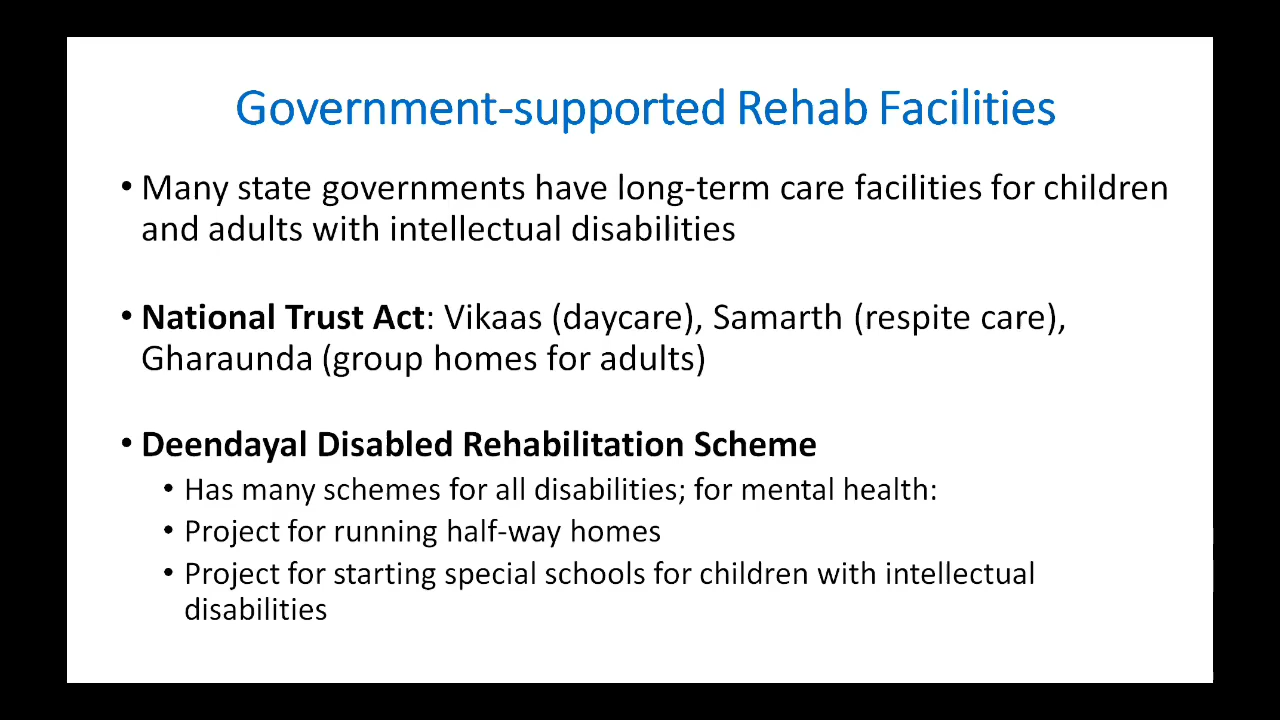 Government-supported Rehab Facilities
• Many state governments have long-term care facilities for children
and adults with intellectual disabilities
• National Trust Act: Vikaas (daycare), Samarth (respite care),
Gharaunda (group homes for adults)
• Deendayal Disabled Rehabilitation Scheme
• Has many schemes for all disabilities; for mental health:
• Project for running half-way homes
• Project for starting special schools for children with intellectual
disabilities